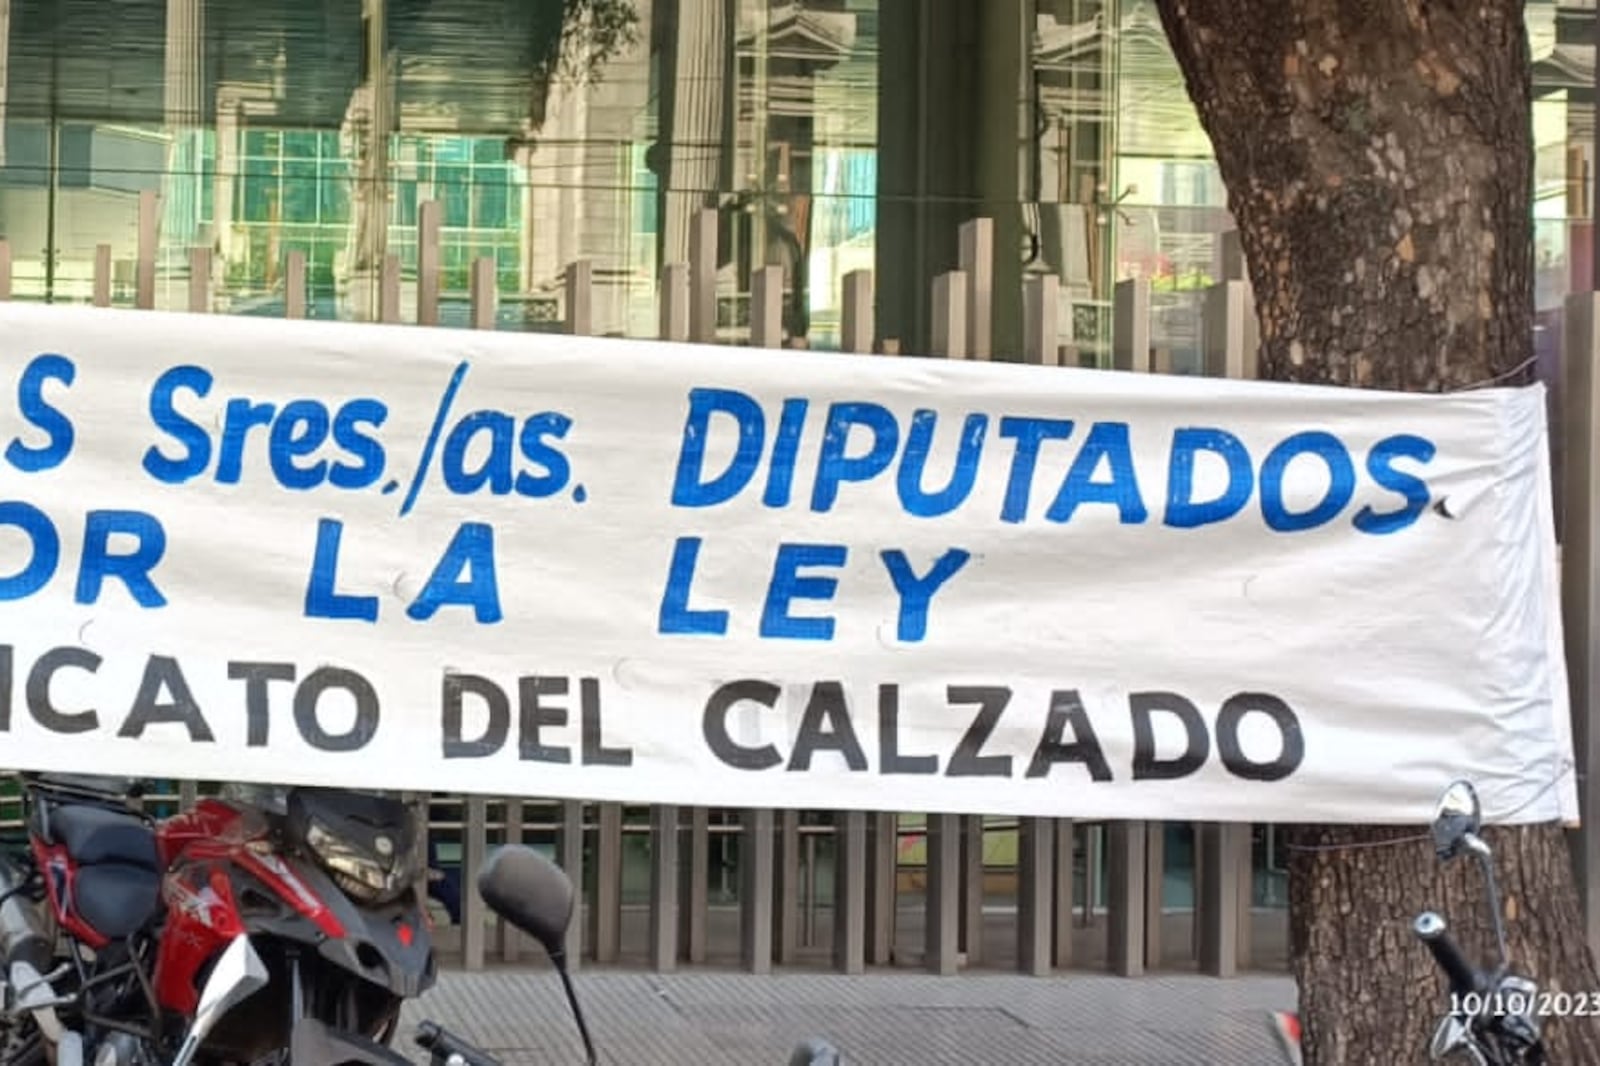 S Sres./as. DIPUTADOS.
OR LA LEY
ICATO DEL CALZADO
10/10/2023